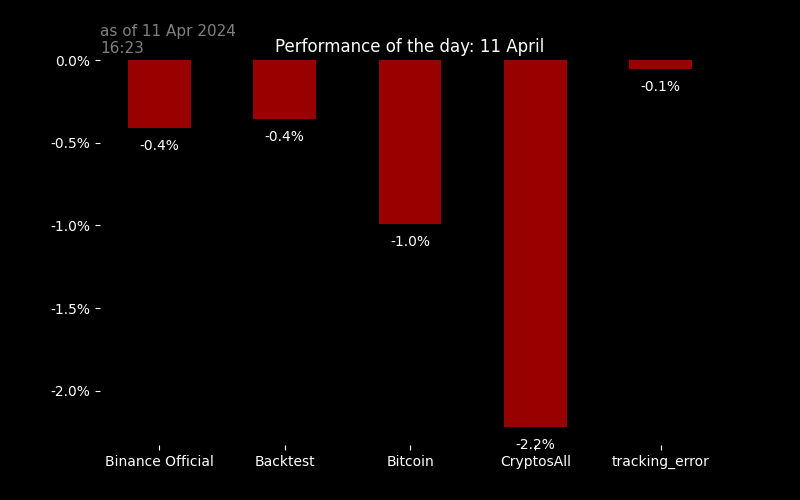 as of 11 Apr 2024
16:23
Performance of the day: 11 April
0.0%
-0.5%
-1.0%
-1.5%
-2.0%
-0.4%
-0.4%
-1.0%
-2.2%
-0.1%
Binance Official
Backtest
Bitcoin
CryptosAll
tracking_error